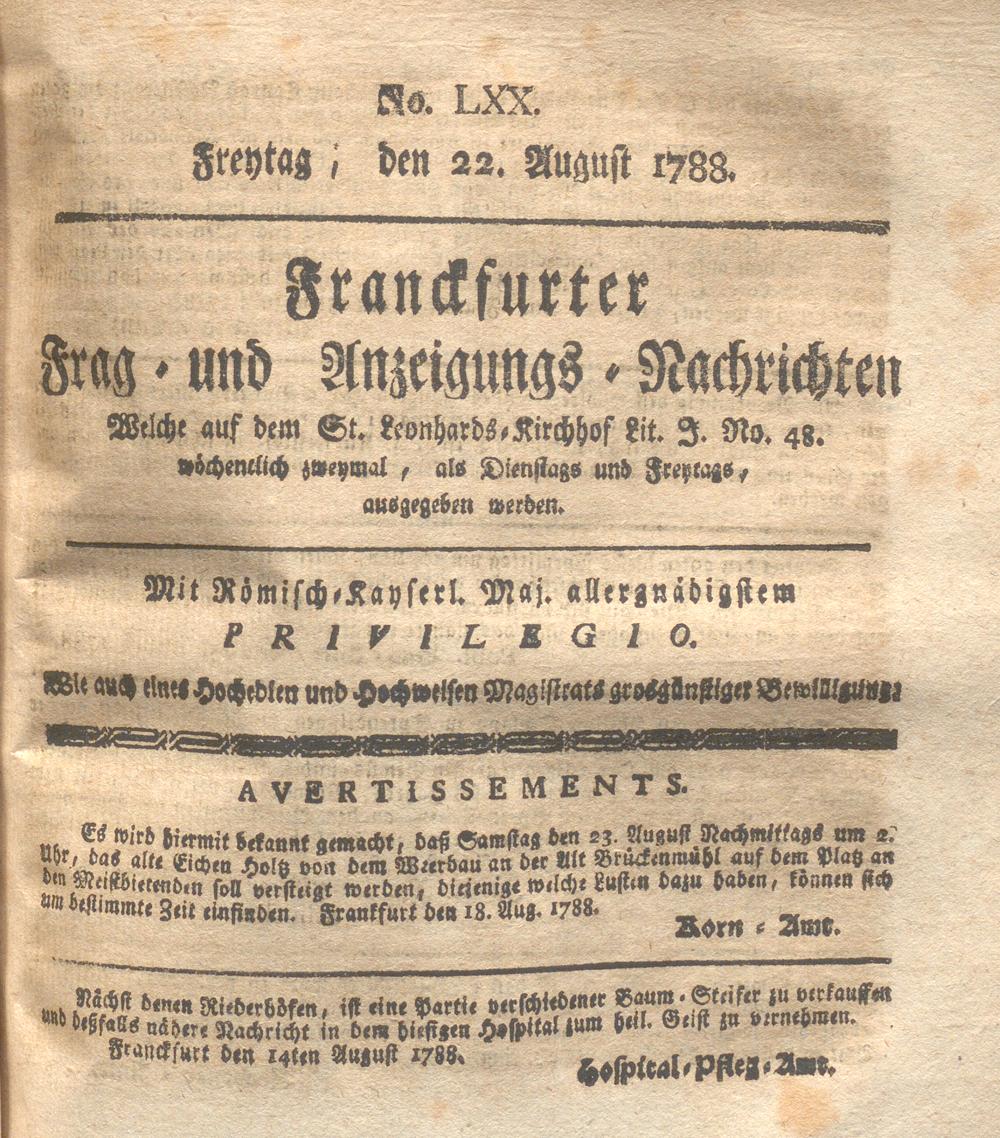 No. LXX.
Freytag, den 22. August 1788.
Franckfurter
Frag - und Anzeigungs - Nachrichten
Welche auf dem St. Leonhards-Kirchhof Lit. J. No. 48.
wöchentlich zweymal, als Dienstags und Freytags,
ausgegeben werden.
Mit Römisch-Kayserl. Maj. allergnädigstem
PRIVILEGIO.
Wie auch eines Hochedlen und Hochweisen Magistrats grosgünstiger Bewilligung:
AVERTISSEMENTS.
Es wird hiermit bekannt gemacht, daß Samstag den 23. August Nachmittags um 2.
Uhr, das alte Eichen Holtz von dem Weerbau an der Alt Brückenmühl auf dem Platz an
den Meistbietenden soll versteigt werden, diejenige welche Lusten dazu haben, können sich
um bestimmte Zeit einfinden. Frankfurt den 18. Aug. 1788.
Korn - Amt.
Nächst denen Riederhöfen, ist eine Partie verschiedener Baum - Steifer zu verkauffen
und deßfalls nähere Nachricht in dem hiesigen Hospital zum heil. Geist zu vernehmen.
Franckfurt den 14ten August 1788.
Hospital-Pfleg-Amt.